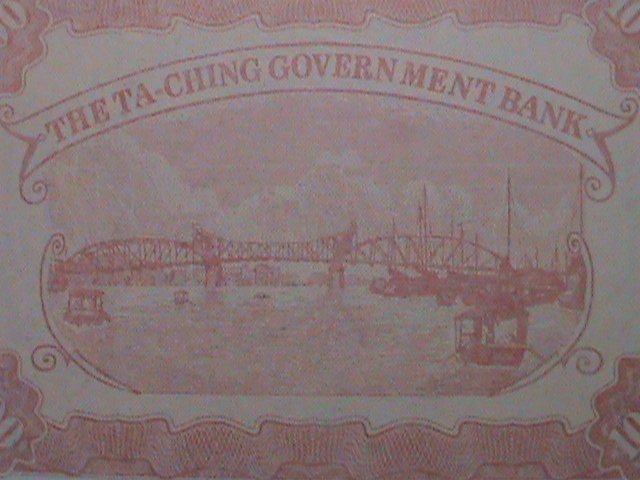 THE TA-CHING GOVERNMENT BANK